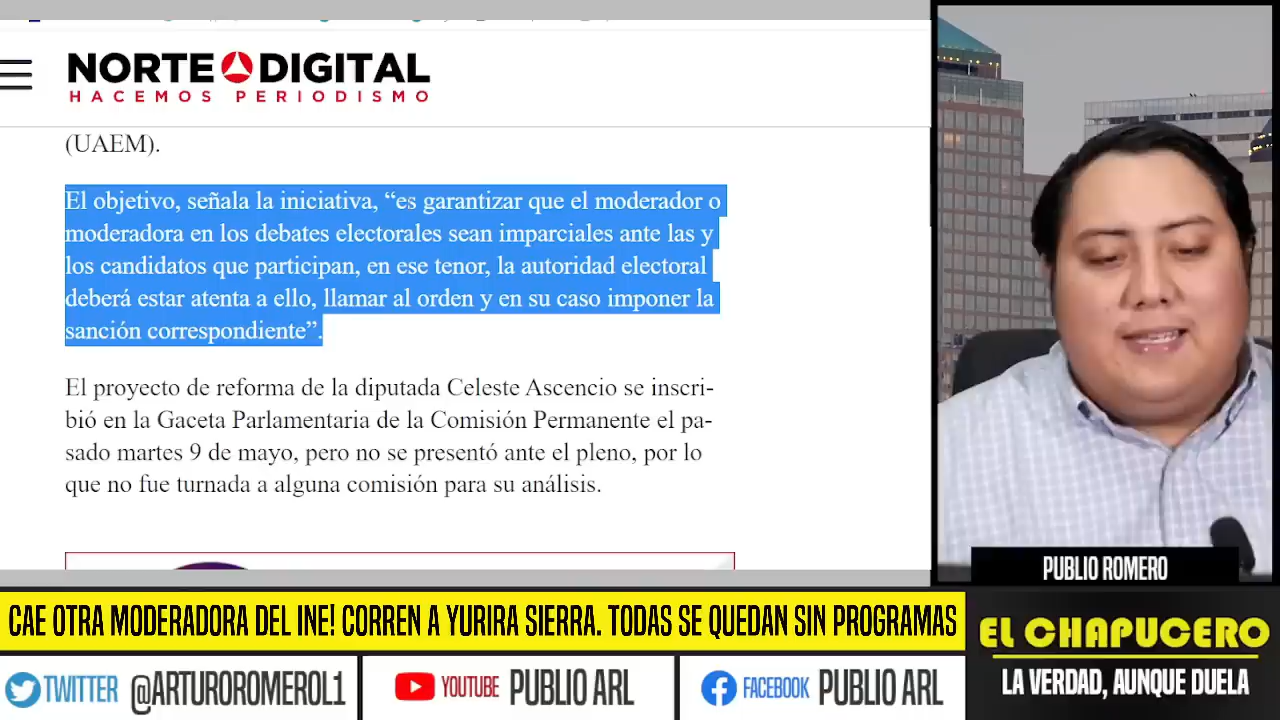 NORTE DIGITAL
HACEMOS PERIODISMO
(UAEM).
El objetivo, señala la iniciativa, “es garantizar que el moderador o
moderadora en los debates electorales sean imparciales ante las y
los candidatos que participan, en ese tenor, la autoridad electoral
deberá estar atenta a ello, llamar al orden y en su caso imponer la
sanción correspondiente”.
El proyecto de reforma de la diputada Celeste Ascencio se inscri-
bió en la Gaceta Parlamentaria de la Comisión Permanente el pa-
sado martes 9 de mayo, pero no se presentó ante el pleno, por lo
que no fue turnada a alguna comisión para su análisis.
PUBLIO ROMERO
CAE OTRA MODERADORA DEL INE! CORREN A YURIRA SIERRA. TODAS SE QUEDAN SIN PROGRAMAS
EL CHAPUCERO
LA VERDAD, AUNQUE DUELA
TWITTER @ARTUROROMEROL1
YOUTUBE PUBLIO ARL
FACEBOOK PUBLIO ARL